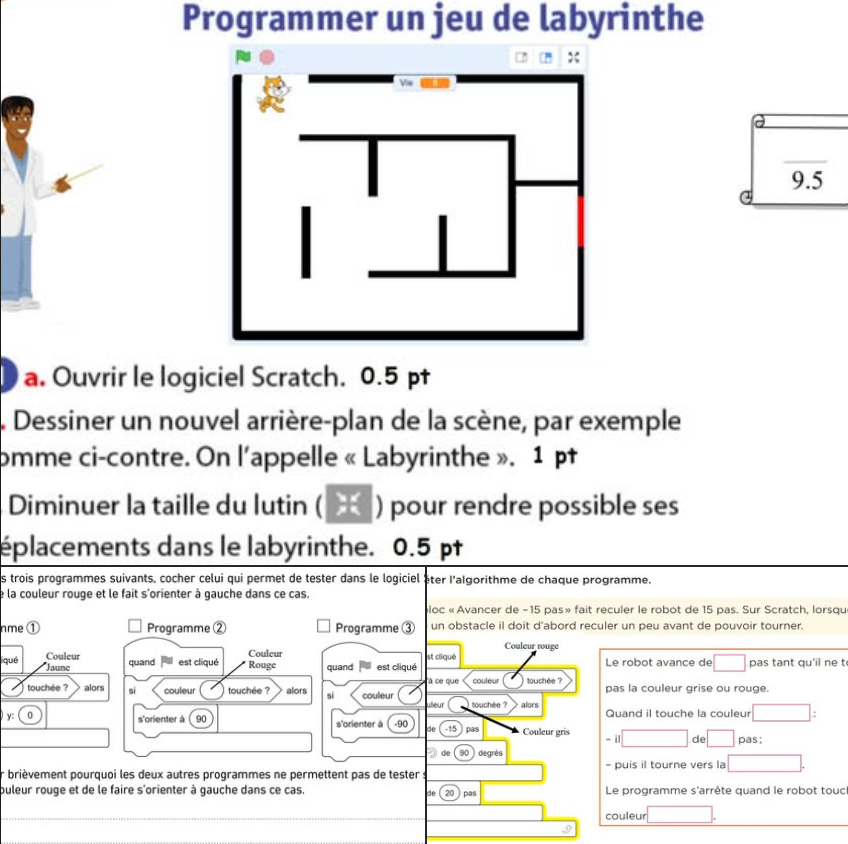 Programmer un jeu de labyrinthe
Vie 5
9.5
a. Ouvrir le logiciel Scratch. 0.5 pt
. Dessiner un nouvel arrière-plan de la scène, par exemple
omme ci-contre. On l'appelle « Labyrinthe ». 1 pt
Diminuer la taille du lutin ( ) pour rendre possible ses
éplacements dans le labyrinthe. 0.5 pt
s trois programmes suivants, cocher celui qui permet de tester dans le logiciel
e la couleur rouge et le fait s'orienter à gauche dans ce cas.
mme ① Programme ② Programme ③
iqué
Couleur
Jaune
touchée ? alors
y: 0
quand est cliqué
Couleur
Rouge
si couleur touchée ? alors
s'orienter à 90
quand est cliqué
si couleur
s'orienter à -90
r brièvement pourquoi les deux autres programmes ne permettent pas de tester s
ouleur rouge et de le faire s'orienter à gauche dans ce cas.
éter l'algorithme de chaque programme.
loc « Avancer de -15 pas » fait reculer le robot de 15 pas. Sur Scratch, lorsqu
un obstacle il doit d'abord reculer un peu avant de pouvoir tourner.
Couleur rouge
st cliqué
'à ce que couleur touchée ?
uleur touchée ? alors
de -15 pas
Couleur gris
de 90 degrés
de 20 pas
Le robot avance de pas tant qu'il ne t
pas la couleur grise ou rouge.
Quand il touche la couleur :
- il de pas ;
- puis il tourne vers la .
Le programme s'arrête quand le robot touc
couleur .